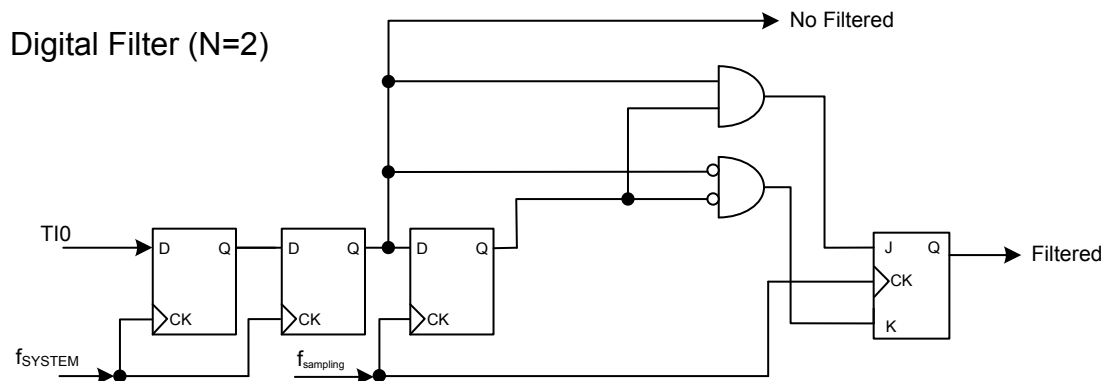 No Filtered
Digital Filter (N=2)
TI0
D Q
D Q
D Q
CK
CK
CK
J Q
CK
K
Filtered
fSYSTEM
fsampling